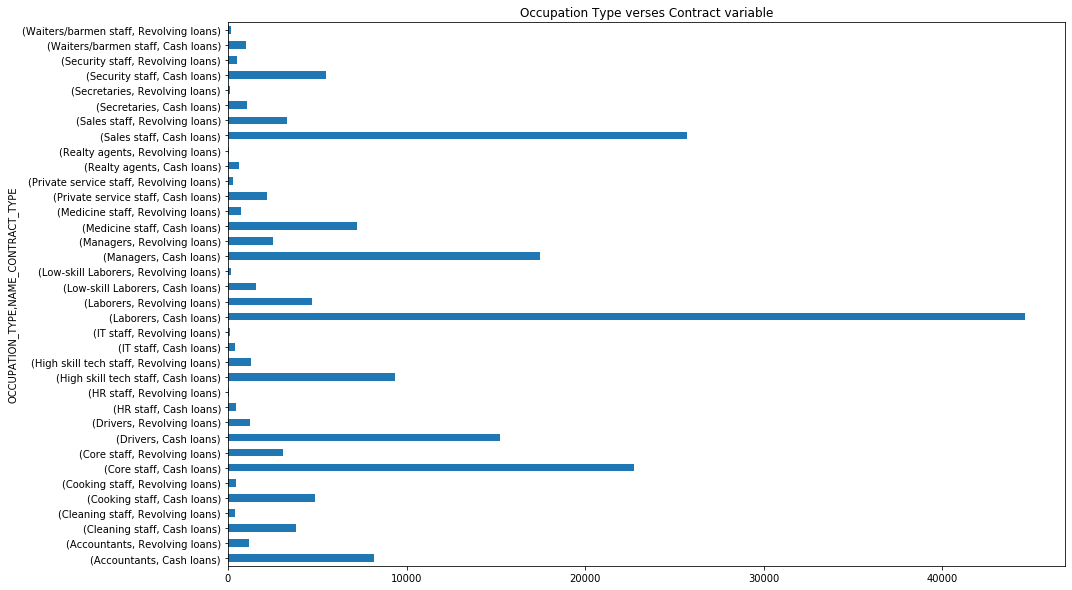 Occupation Type verses Contract variable
(Waiters/barmen staff, Revolving loans)
(Waiters/barmen staff, Cash loans)
(Security staff, Revolving loans)
(Security staff, Cash loans)
(Secretaries, Revolving loans)
(Secretaries, Cash loans)
(Sales staff, Revolving loans)
(Sales staff, Cash loans)
(Realty agents, Revolving loans)
(Realty agents, Cash loans)
(Private service staff, Revolving loans)
(Private service staff, Cash loans)
(Medicine staff, Revolving loans)
(Medicine staff, Cash loans)
(Managers, Revolving loans)
(Managers, Cash loans)
(Low-skill Laborers, Revolving loans)
(Low-skill Laborers, Cash loans)
(Laborers, Revolving loans)
(Laborers, Cash loans)
(IT staff, Revolving loans)
(IT staff, Cash loans)
(High skill tech staff, Revolving loans)
(High skill tech staff, Cash loans)
(HR staff, Revolving loans)
(HR staff, Cash loans)
(Drivers, Revolving loans)
(Drivers, Cash loans)
(Core staff, Revolving loans)
(Core staff, Cash loans)
(Cooking staff, Revolving loans)
(Cooking staff, Cash loans)
(Cleaning staff, Revolving loans)
(Cleaning staff, Cash loans)
(Accountants, Revolving loans)
(Accountants, Cash loans)
OCCUPATION_TYPE,NAME_CONTRACT_TYPE
0 10000 20000 30000 40000